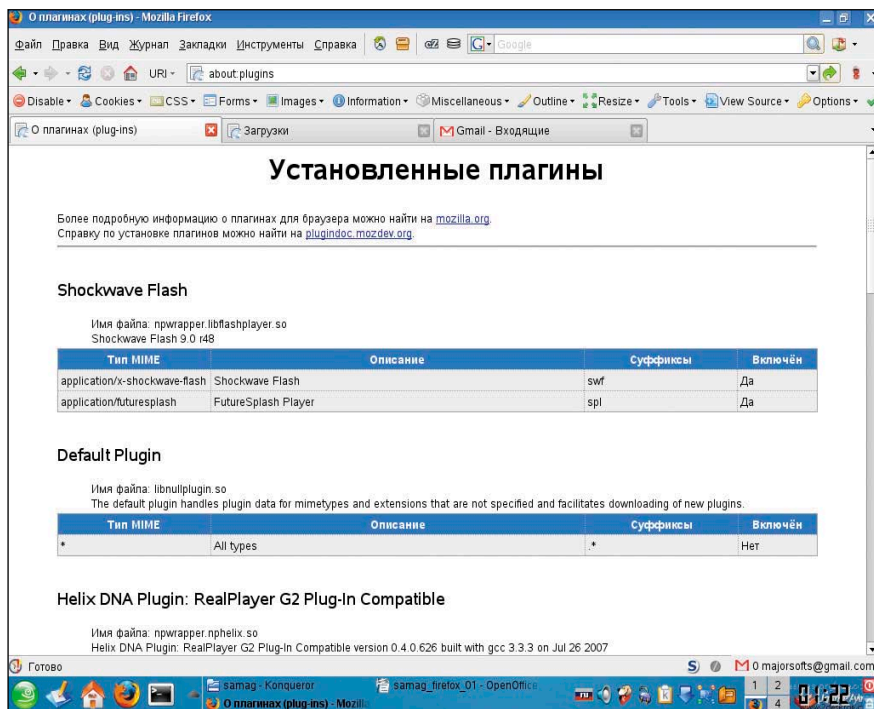 О плагинах (plug-ins) - Mozilla Firefox
Файл Правка Вид Журнал Закладки Инструменты Справка Google
URI about:plugins
Disable Cookies CSS Forms Images Information Miscellaneous Outline Resize Tools View Source Options
О плагинах (plug-ins) Загрузки Gmail - Входящие
Установленные плагины
Более подробную информацию о плагинах для браузера можно найти на mozilla.org.
Справку по установке плагинов можно найти на plugindoc.mozdev.org.
Shockwave Flash
Имя файла: npwrapper.libflashplayer.so
Shockwave Flash 9.0 r48
Тип MIME Описание Суффиксы Включён
application/x-shockwave-flash Shockwave Flash swf Да
application/futuresplash FutureSplash Player spl Да
Default Plugin
Имя файла: libnullplugin.so
The default plugin handles plugin data for mimetypes and extensions that are not specified and facilitates downloading of new plugins.
Тип MIME Описание Суффиксы Включён
* All types .* Нет
Helix DNA Plugin: RealPlayer G2 Plug-In Compatible
Имя файла: npwrapper.nphelix.so
Helix DNA Plugin: RealPlayer G2 Plug-In Compatible version 0.4.0.626 built with gcc 3.3.3 on Jul 26 2007
Готово 0 majorsofts@gmail.com
samag - Konqueror samag_firefox_01 - OpenOffice 1 2
О плагинах (plug-ins) - Mozilla 4